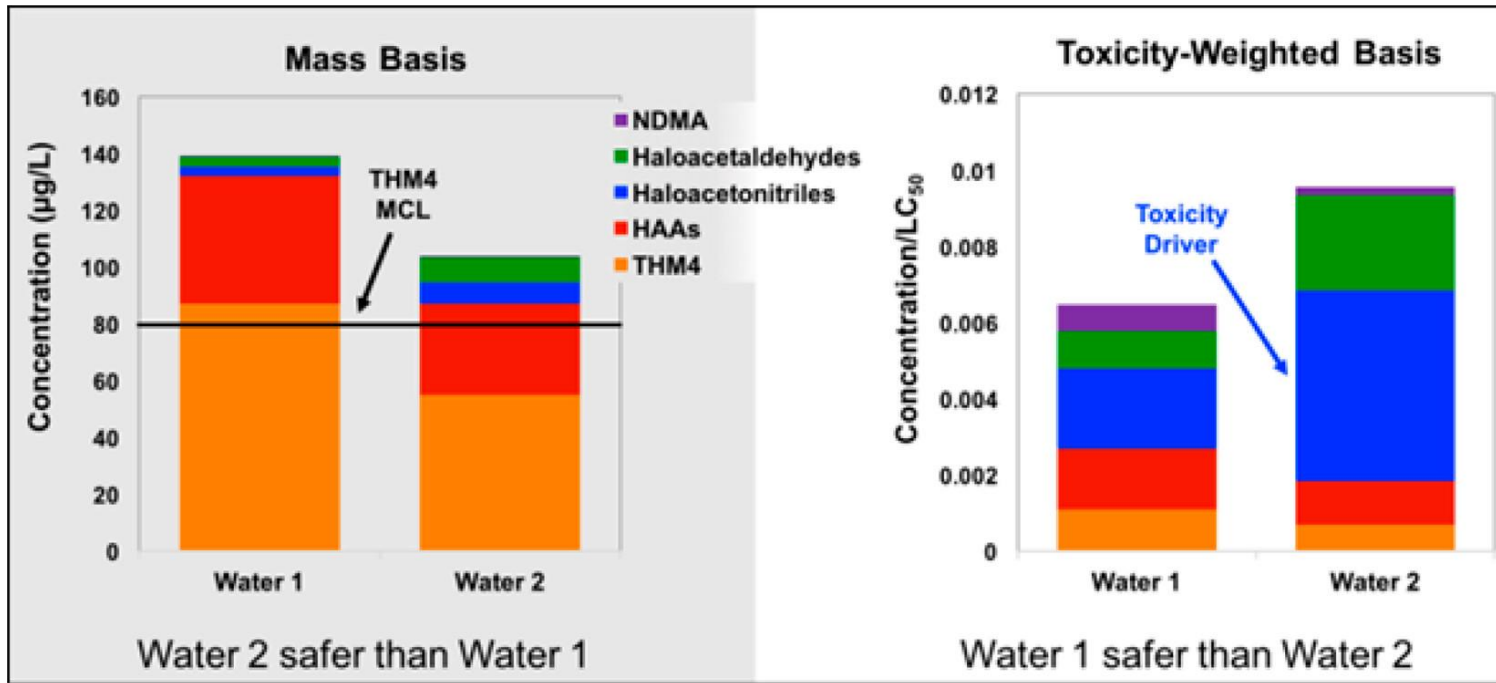 Mass Basis
Concentration (µg/L)
160
140
120
100
80
60
40
20
0
THM4
MCL
Water 1
Water 2
NDMA
Haloacetaldehydes
Haloacetonitriles
HAAs
THM4
Water 2 safer than Water 1
Toxicity-Weighted Basis
Concentration/LC50
0.012
0.01
0.008
0.006
0.004
0.002
0
Toxicity
Driver
Water 1
Water 2
Water 1 safer than Water 2